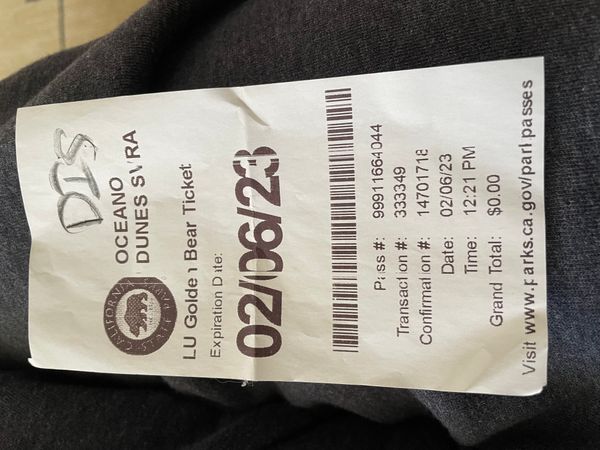 DIS
OCEANO
DUNES SVRA
CALIFORNIA
STATE PARKS
LU Golden Bear Ticket
Expiration Date:
02/06/23
Pass #: 99911664044
Transaction #: 333349
Confirmation #: 14701718
Date: 02/06/23
Time: 12:21 PM
Grand Total: $0.00
Visit www.parks.ca.gov/parkpasses